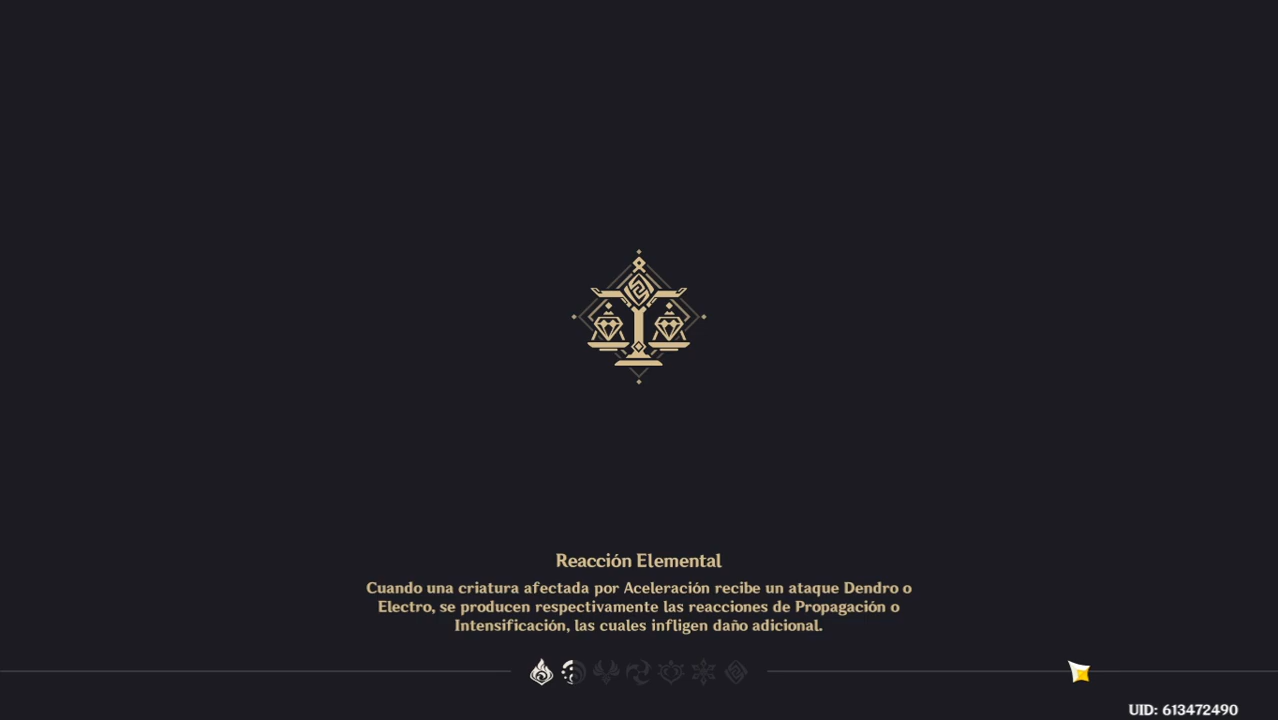 Reacción Elemental
Cuando una criatura afectada por Aceleración recibe un ataque Dendro o
Electro, se producen respectivamente las reacciones de Propagación o
Intensificación, las cuales infligen daño adicional.
UID: 613472490